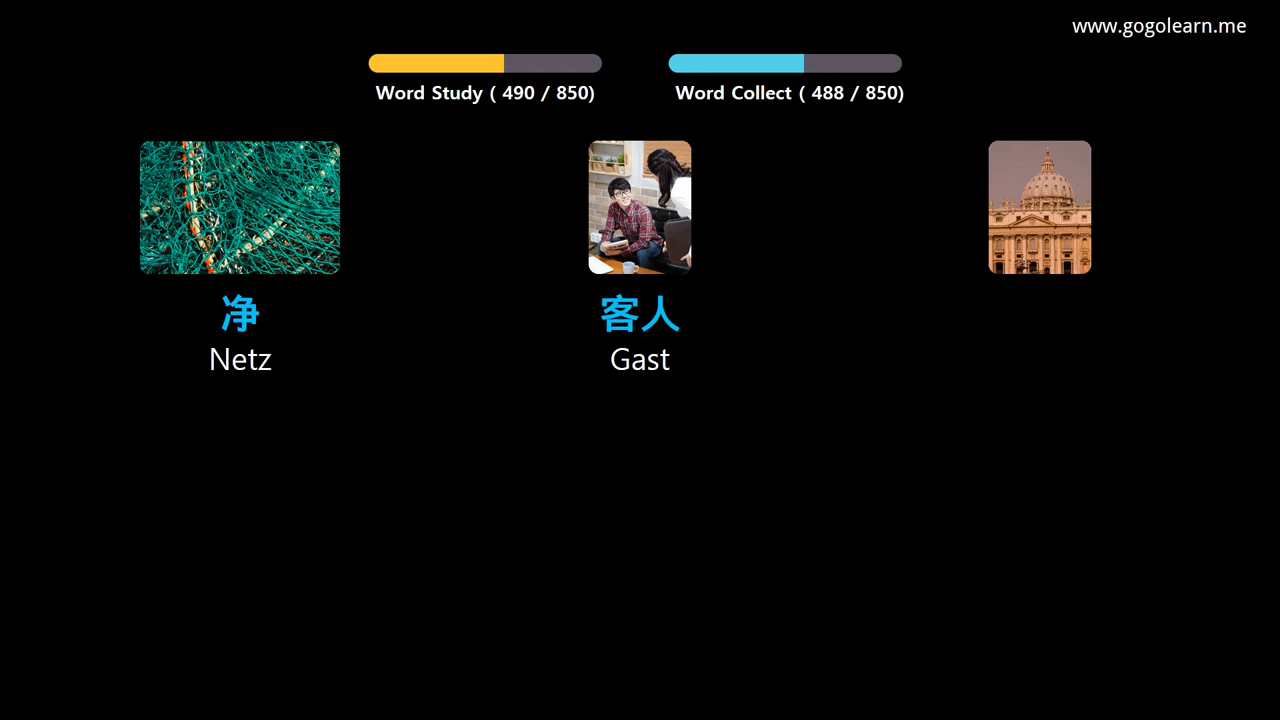 www.gogolearn.me
Word Study ( 490 / 850)
Word Collect ( 488 / 850)
净
客人
Netz
Gast